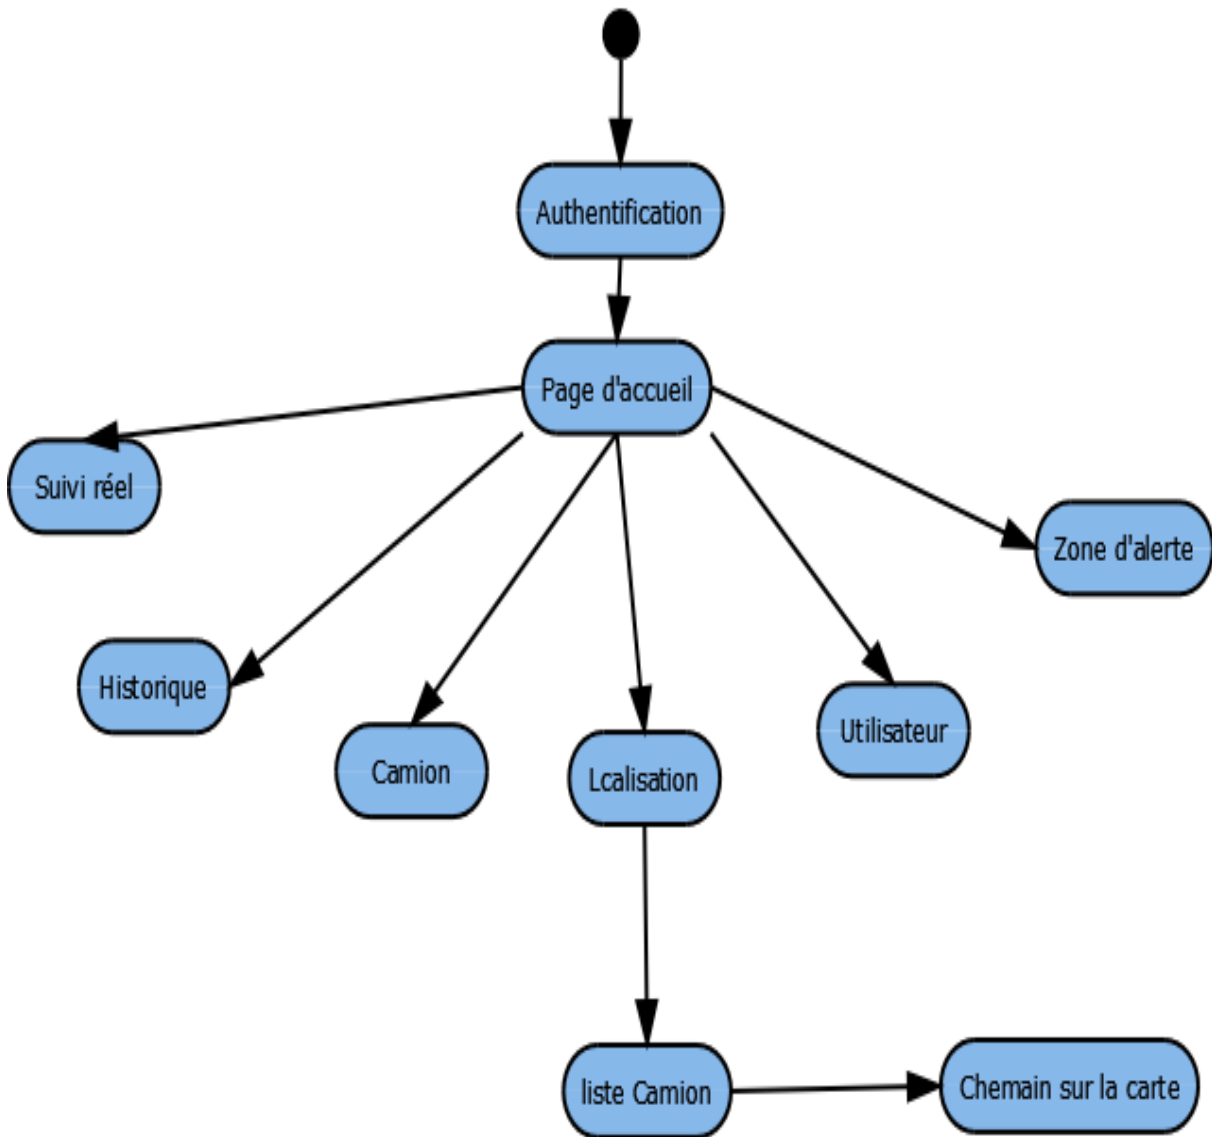 Authentification
Page d'accueil
Suivi réel
Zone d'alerte
Historique
Utilisateur
Camion
Lcalisation
liste Camion
Chemain sur la carte